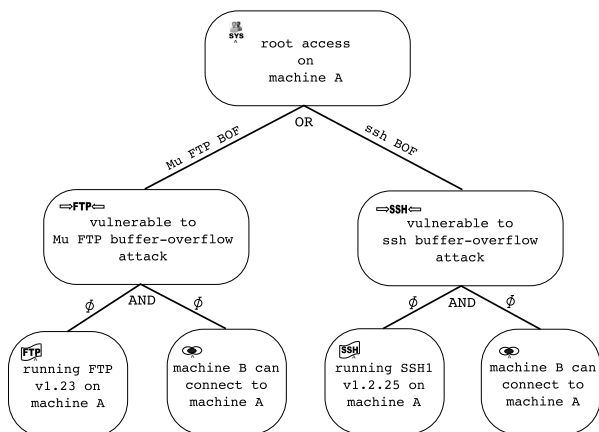 SYS
root access
on
machine A
OR
Mu FTP BOF
ssh BOF
⇒FTP⇐
vulnerable to
Mu FTP buffer-overflow
attack
⇒SSH⇐
vulnerable to
ssh buffer-overflow
attack
ϕ AND ϕ
ϕ AND ϕ
FTP
running FTP
v1.23 on
machine A
machine B can
connect to
machine A
SSH
running SSH1
v1.2.25 on
machine A
machine B can
connect to
machine A